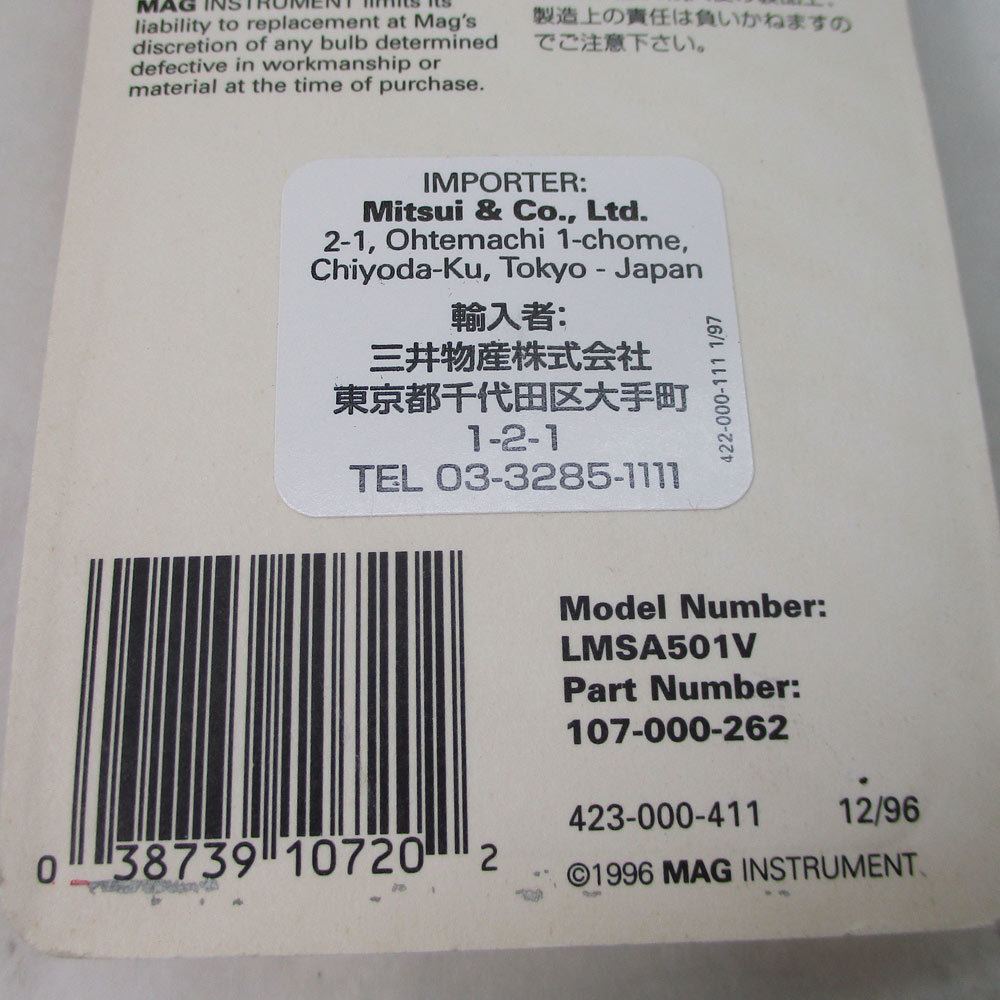 MAG INSTRUMENT limits its
liability to replacement at Mag's
discretion of any bulb determined
defective in workmanship or
material at the time of purchase.
製造上の責任は負いかねますの
でご注意下さい。
IMPORTER:
Mitsui & Co., Ltd.
2-1, Ohtemachi 1-chome,
Chiyoda-Ku, Tokyo - Japan
輸入者:
三井物産株式会社
東京都千代田区大手町
1-2-1
TEL 03-3285-1111
422-000-111 1/97
0 38739 10720 2
Model Number:
LMSA501V
Part Number:
107-000-262
423-000-411 12/96
©1996 MAG INSTRUMENT.